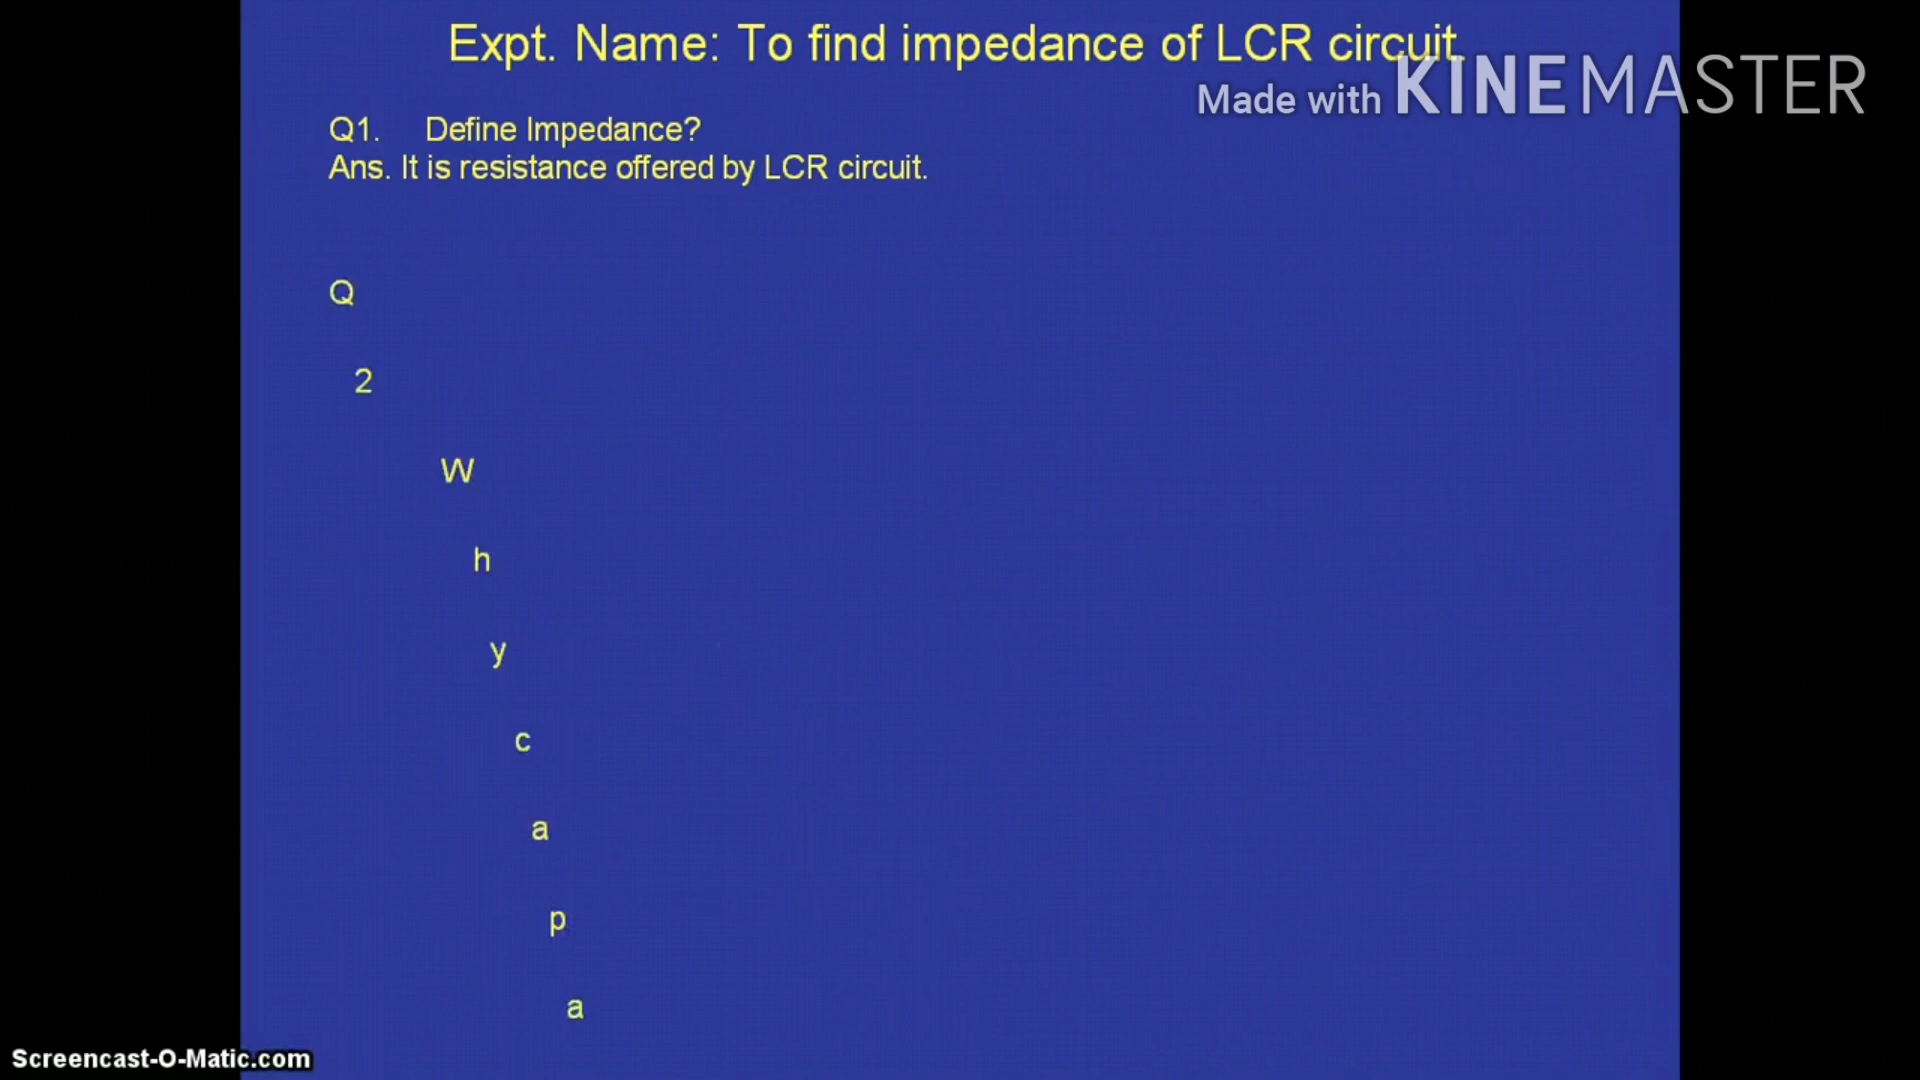 Expt. Name: To find impedance of LCR circuit.
Made with KINEMASTER
Q1. Define Impedance?
Ans. It is resistance offered by LCR circuit.
Q
2
W
h
y
c
a
p
a
Screencast-O-Matic.com